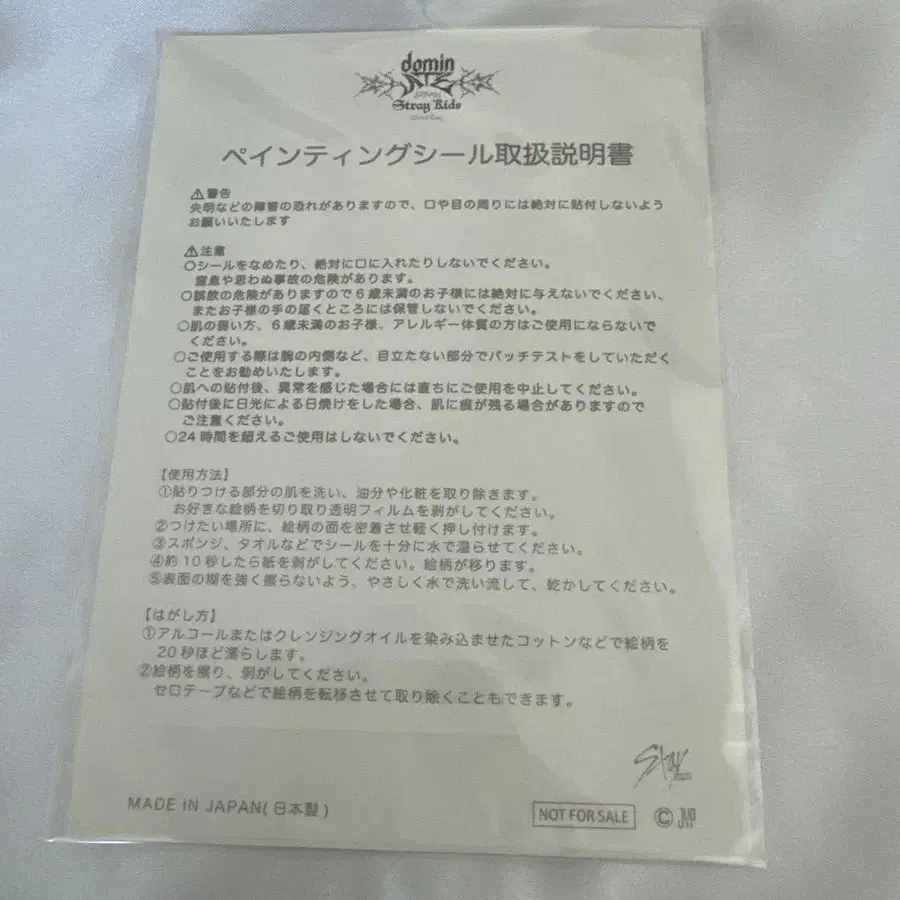 domin
ATE
Stray Kids
ペインティングシール取扱説明書
⚠警告
失明などの障害の恐れがありますので、口や目の周りには絶対に貼付しないよう
お願いいたします
⚠注意
○シールをなめたり、絶対に口に入れたりしないでください。
窒息や思わぬ事故の危険があります。
○誤飲の危険がありますので6歳未満のお子様には絶対に与えないでください、
またお子様の手の届くところには保管しないでください。
○肌の弱い方、6歳未満のお子様、アレルギー体質の方はご使用にならないで
ください。
○ご使用する際は腕の内側など、目立たない部分でパッチテストをしていただく
ことをお勧めいたします。
○肌への貼付後、異常を感じた場合には直ちにご使用を中止してください。
○貼付後に日光による日焼けをした場合、肌に痕が残る場合がありますので
ご注意ください。
○24時間を超えるご使用はしないでください。
【使用方法】
①貼りつける部分の肌を洗い、油分や化粧を取り除きます。
お好きな絵柄を切り取り透明フィルムを剥がしてください。
②つけたい場所に、絵柄の面を密着させ軽く押し付けます。
③スポンジ、タオルなどでシールを十分に水で湿らせてください。
④約10秒したら紙を剥がしてください。絵柄が移ります。
⑤表面の糊を強く擦らないよう、やさしく水で洗い流して、乾かしてください。
【はがし方】
①アルコールまたはクレンジングオイルを染み込ませたコットンなどで絵柄を
20秒ほど濡らします。
②絵柄を擦り、剥がしてください。
セロテープなどで絵柄を転移させて取り除くこともできます。
Stay
MADE IN JAPAN(日本製)
NOT FOR SALE
©